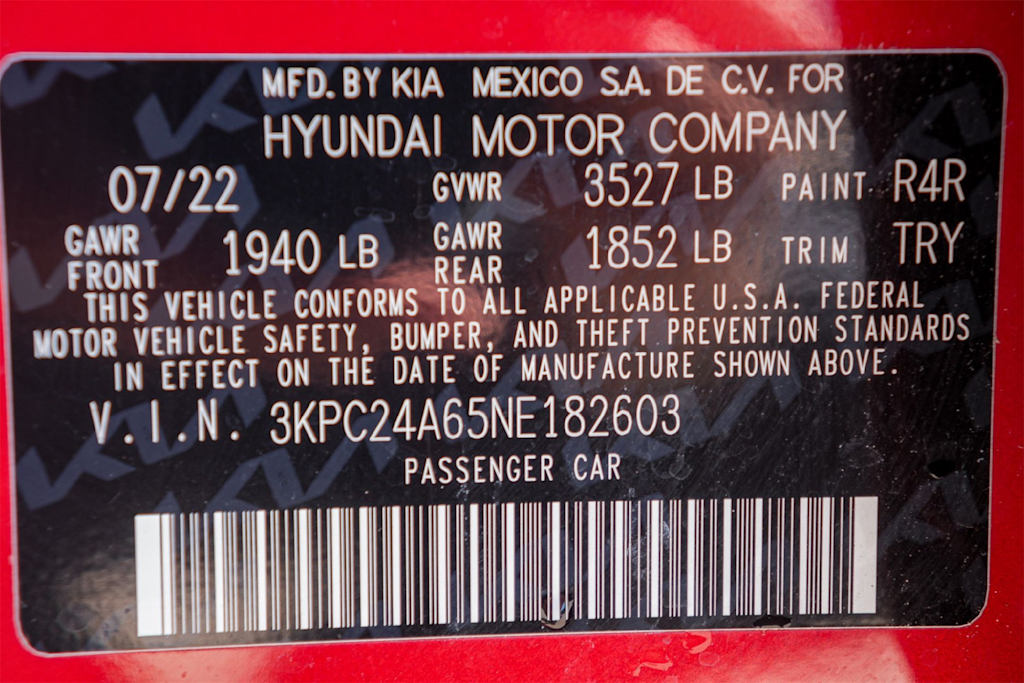 MFD. BY KIA MEXICO S.A. DE C.V. FOR
HYUNDAI MOTOR COMPANY
07/22 GVWR 3527 LB PAINT R4R
GAWR FRONT 1940 LB GAWR REAR 1852 LB TRIM TRY
THIS VEHICLE CONFORMS TO ALL APPLICABLE U.S.A. FEDERAL
MOTOR VEHICLE SAFETY, BUMPER, AND THEFT PREVENTION STANDARDS
IN EFFECT ON THE DATE OF MANUFACTURE SHOWN ABOVE.
V.I.N. 3KPC24A65NE182603
PASSENGER CAR